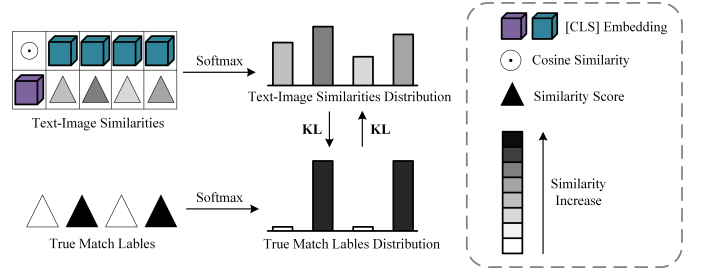 Text-Image Similarities
Softmax
Text-Image Similarities Distribution
KL
KL
True Match Lables
Softmax
True Match Lables Distribution
[CLS] Embedding
Cosine Similarity
Similarity Score
Similarity
Increase